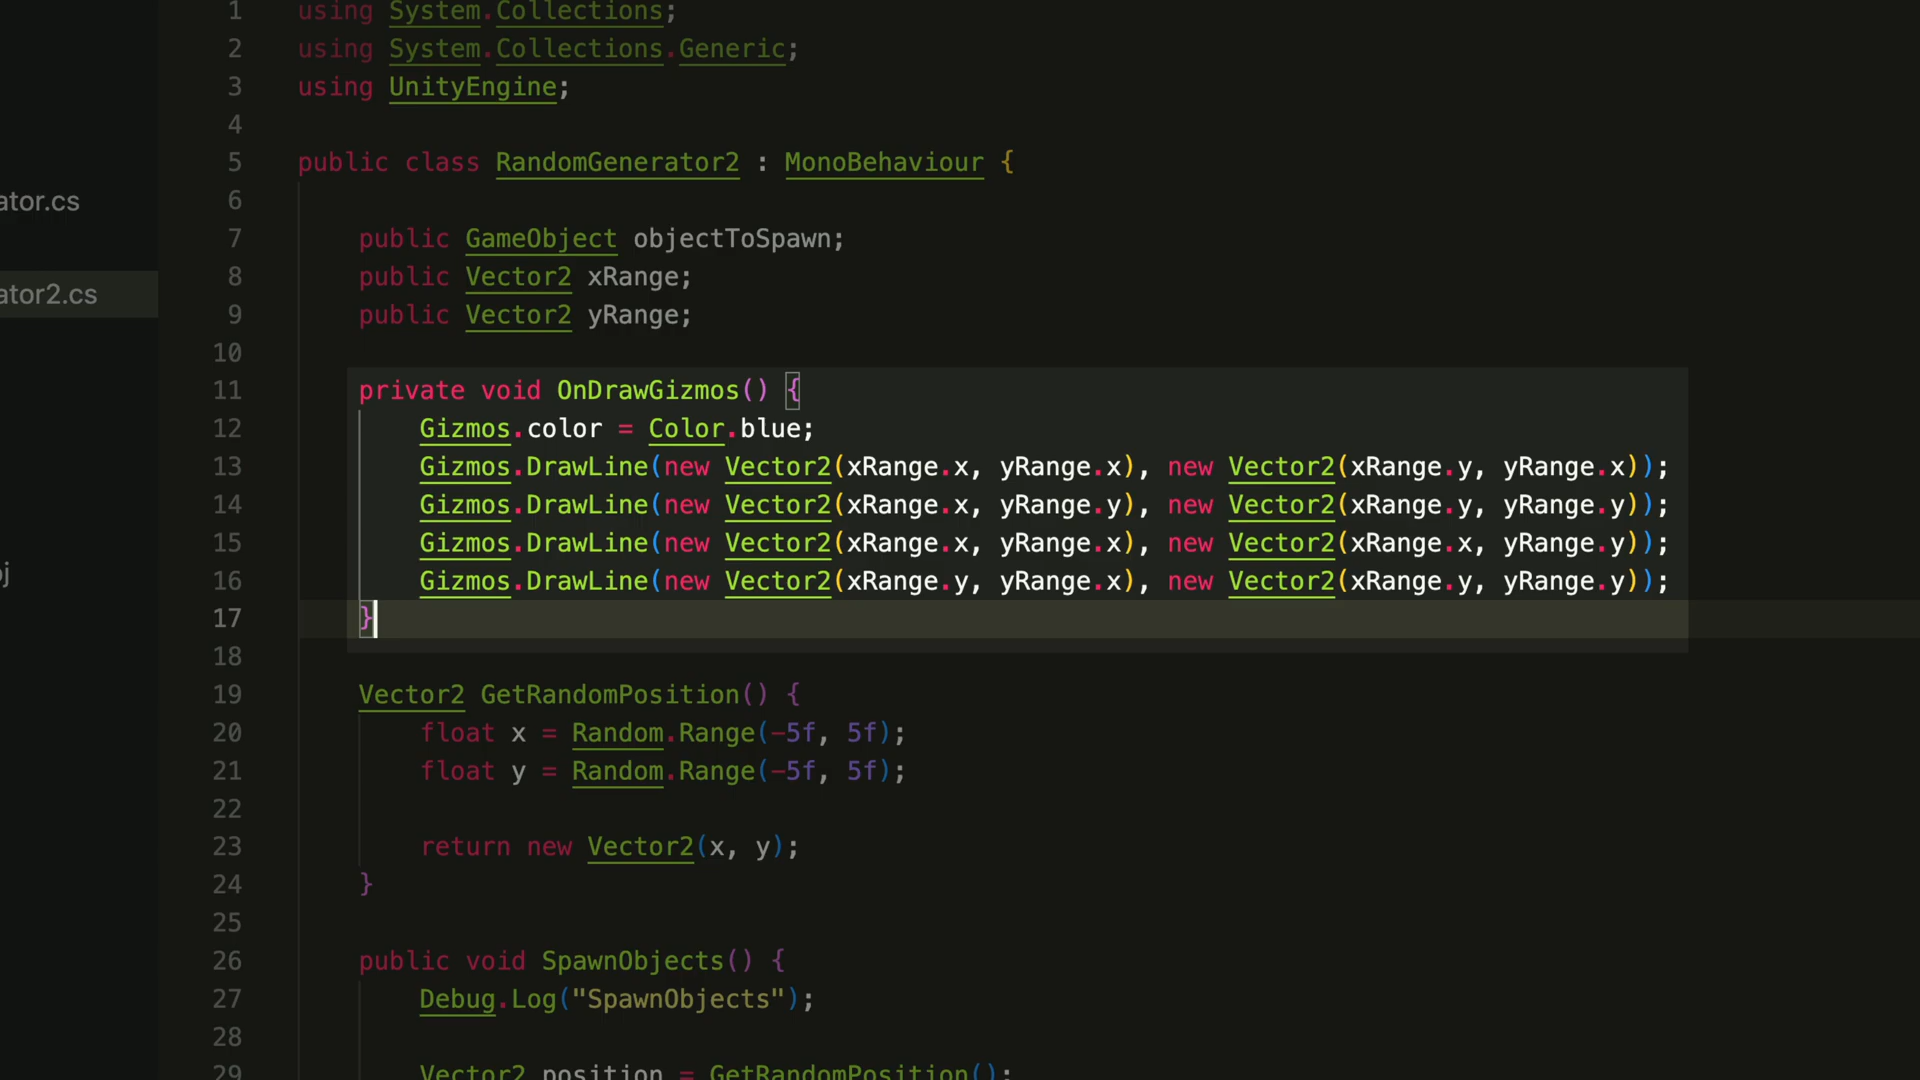 1 using System.Collections;
2 using System.Collections.Generic;
3 using UnityEngine;
4
5 public class RandomGenerator2 : MonoBehaviour {
ator.cs
6
7 public GameObject objectToSpawn;
8 public Vector2 xRange;
ator2.cs
9 public Vector2 yRange;
10
11 private void OnDrawGizmos() {
12 Gizmos.color = Color.blue;
13 Gizmos.DrawLine(new Vector2(xRange.x, yRange.x), new Vector2(xRange.y, yRange.x));
14 Gizmos.DrawLine(new Vector2(xRange.x, yRange.y), new Vector2(xRange.y, yRange.y));
15 Gizmos.DrawLine(new Vector2(xRange.x, yRange.x), new Vector2(xRange.x, yRange.y));
j
16 Gizmos.DrawLine(new Vector2(xRange.y, yRange.x), new Vector2(xRange.y, yRange.y));
17 }
18
19 Vector2 GetRandomPosition() {
20 float x = Random.Range(-5f, 5f);
21 float y = Random.Range(-5f, 5f);
22
23 return new Vector2(x, y);
24 }
25
26 public void SpawnObjects() {
27 Debug.Log("SpawnObjects");
28
29 Vector2 position = GetRandomPosition();